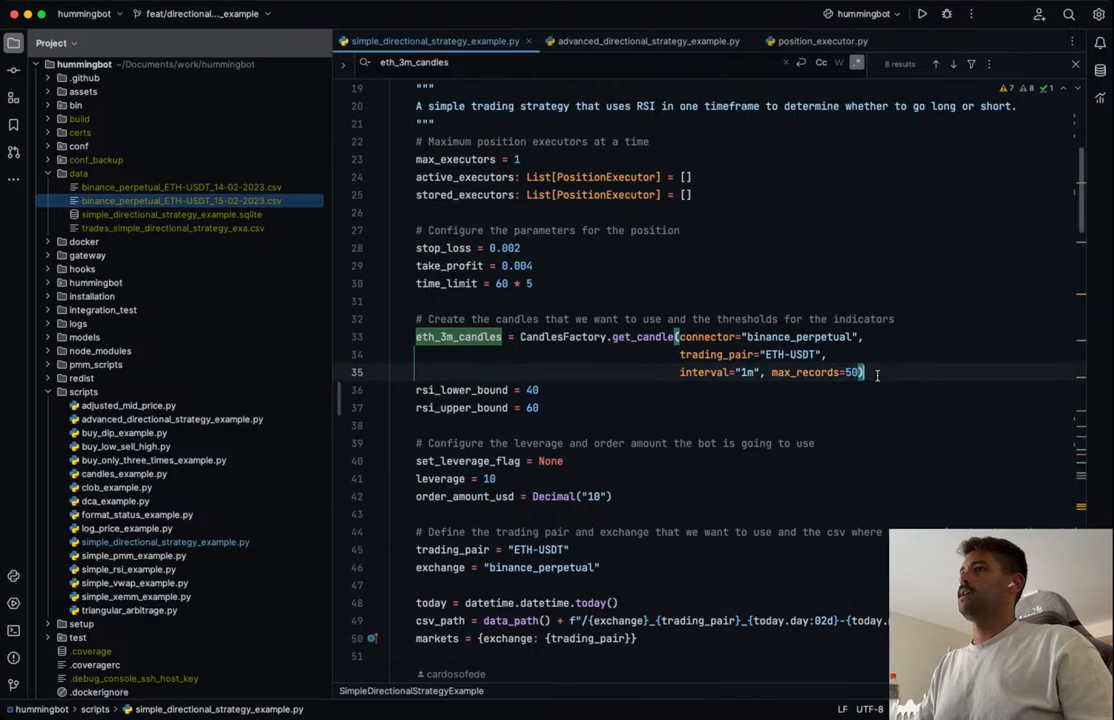 hummingbot
feat/directional..._example
hummingbot
Project
simple_directional_strategy_example.py
advanced_directional_strategy_example.py
position_executor.py
eth_3m_candles
Cc
W
.*
8 results
7
8
1
hummingbot ~/Documents/work/hummingbot
.github
assets
bin
build
certs
conf
conf_backup
data
binance_perpetual_ETH-USDT_14-02-2023.csv
binance_perpetual_ETH-USDT_15-02-2023.csv
simple_directional_strategy_example.sqlite
trades_simple_directional_strategy_exa.csv
docker
gateway
hooks
hummingbot
installation
integration_test
logs
models
node_modules
pmm_scripts
redist
scripts
adjusted_mid_price.py
advanced_directional_strategy_example.py
buy_dip_example.py
buy_low_sell_high.py
buy_only_three_times_example.py
candles_example.py
clob_example.py
dca_example.py
format_status_example.py
log_price_example.py
simple_directional_strategy_example.py
simple_pmm_example.py
simple_rsi_example.py
simple_vwap_example.py
simple_xemm_example.py
triangular_arbitrage.py
setup
test
.coverage
.coveragerc
.debug_console_ssh_host_key
.dockerignore
19 """
20 A simple trading strategy that uses RSI in one timeframe to determine whether to go long or short.
21 """
22 # Maximum position executors at a time
23 max_executors = 1
24 active_executors: List[PositionExecutor] = []
25 stored_executors: List[PositionExecutor] = []
26
27 # Configure the parameters for the position
28 stop_loss = 0.002
29 take_profit = 0.004
30 time_limit = 60 * 5
31
32 # Create the candles that we want to use and the thresholds for the indicators
33 eth_3m_candles = CandlesFactory.get_candle(connector="binance_perpetual",
34 trading_pair="ETH-USDT",
35 interval="1m", max_records=50)
36 rsi_lower_bound = 40
37 rsi_upper_bound = 60
38
39 # Configure the leverage and order amount the bot is going to use
40 set_leverage_flag = None
41 leverage = 10
42 order_amount_usd = Decimal("10")
43
44 # Define the trading pair and exchange that we want to use and the csv where
45 trading_pair = "ETH-USDT"
46 exchange = "binance_perpetual"
47
48 today = datetime.datetime.today()
49 csv_path = data_path() + f"/{exchange}_{trading_pair}_{today.day:02d}-{today.
50 markets = {exchange: {trading_pair}}
51
cardosofede
SimpleDirectionalStrategyExample
hummingbot > scripts > simple_directional_strategy_example.py
LF UTF-8